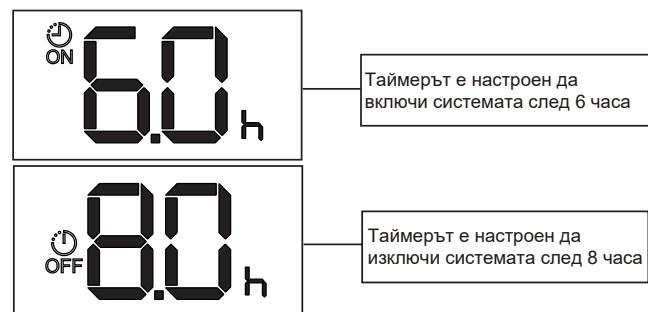 ON
6.0 h
Таймерът е настроен да
включи системата след 6 часа
OFF
8.0 h
Таймерът е настроен да
изключи системата след 8 часа